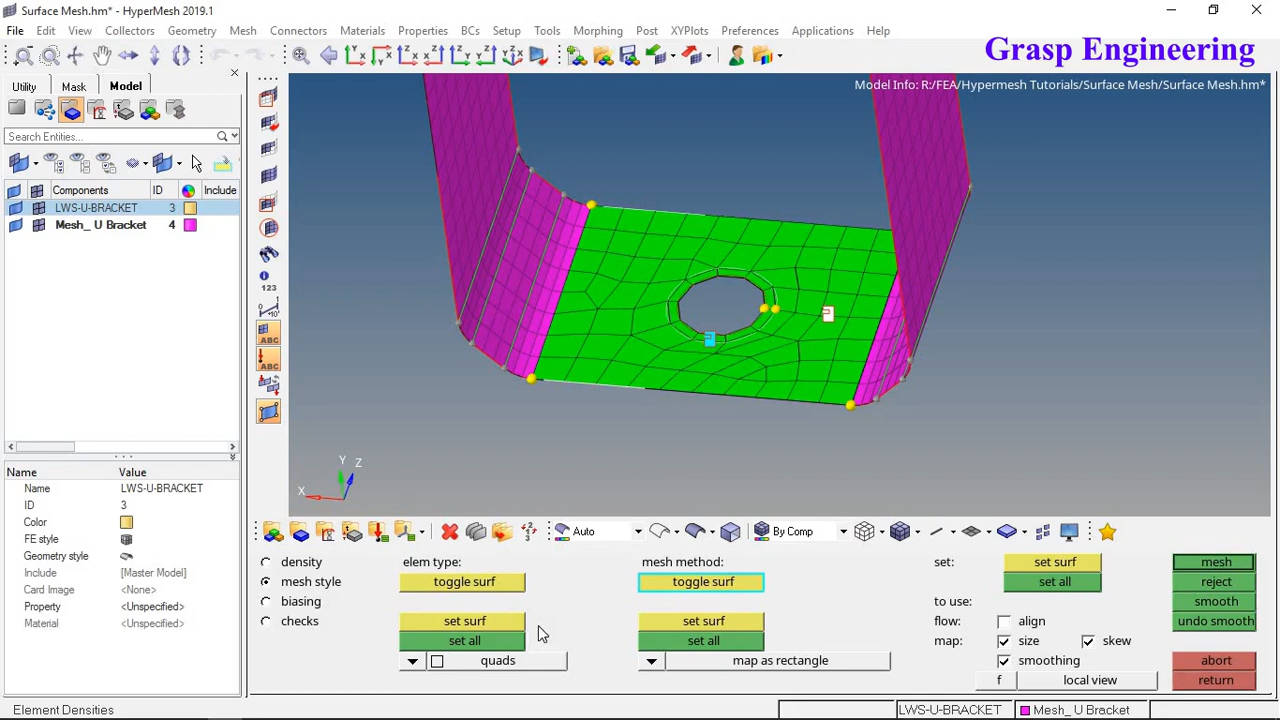 Surface Mesh.hm* - HyperMesh 2019.1
File Edit View Collectors Geometry Mesh Connectors Materials Properties BCs Setup Tools Morphing Post XYPlots Preferences Applications Help
Grasp Engineering
Utility Mask Model
Model Info: R:/FEA/Hypermesh Tutorials/Surface Mesh/Surface Mesh.hm*
Search Entities...
Components ID Include
LWS-U-BRACKET 3
Mesh_ U Bracket 4
123
ABC
ABC
Name Value
Name LWS-U-BRACKET
ID 3
Color
FE style
Geometry style
Include [Master Model]
Card Image <None>
Property <Unspecified>
Material <Unspecified>
Y
Z
X
Auto By Comp
density elem type: mesh method: set: set surf mesh
mesh style toggle surf toggle surf set all reject
biasing to use: smooth
checks set surf set surf flow: align undo smooth
set all set all map: size skew
quads map as rectangle smoothing abort
f local view return
Element Densities LWS-U-BRACKET Mesh_ U Bracket